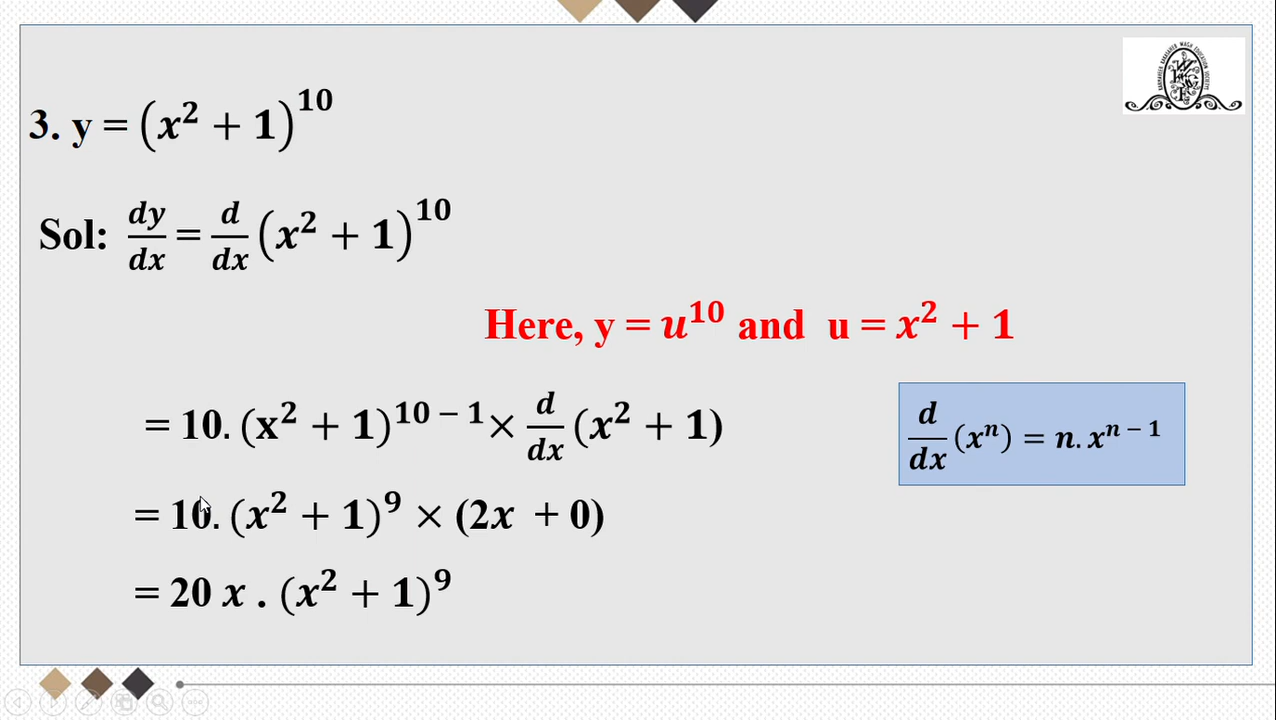 3. y = (x² + 1)¹⁰
Sol: dy/dx = d/dx (x² + 1)¹⁰
Here, y = u¹⁰ and u = x² + 1
= 10. (x² + 1)¹⁰ ⁻ ¹ × d/dx (x² + 1)
d/dx (xⁿ) = n. xⁿ ⁻ ¹
= 10. (x² + 1)⁹ × (2x + 0)
= 20 x . (x² + 1)⁹